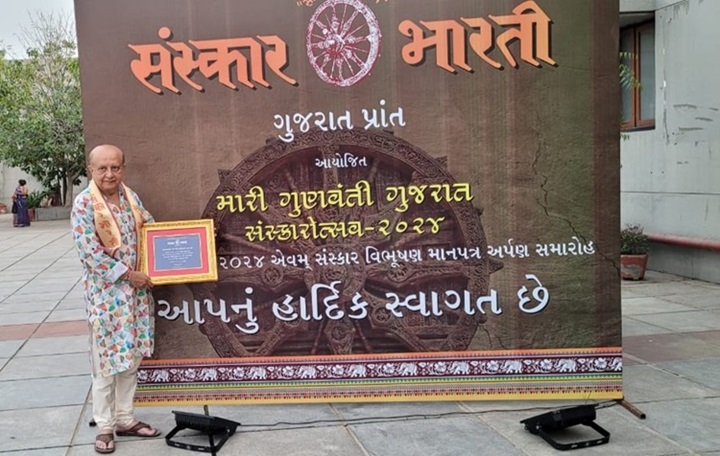 संस्कार भारती
ગુજરાત પ્રાંત
આયોજિત
મારી ગુણવંતી ગુજરાત
સંસ્કારોત્સવ-૨૦૨૪
૨૦૨૪ એવમ્ સંસ્કાર વિભૂષણ માનપત્ર અર્પણ સમારોહ
આપનું હાર્દિક સ્વાગત છે